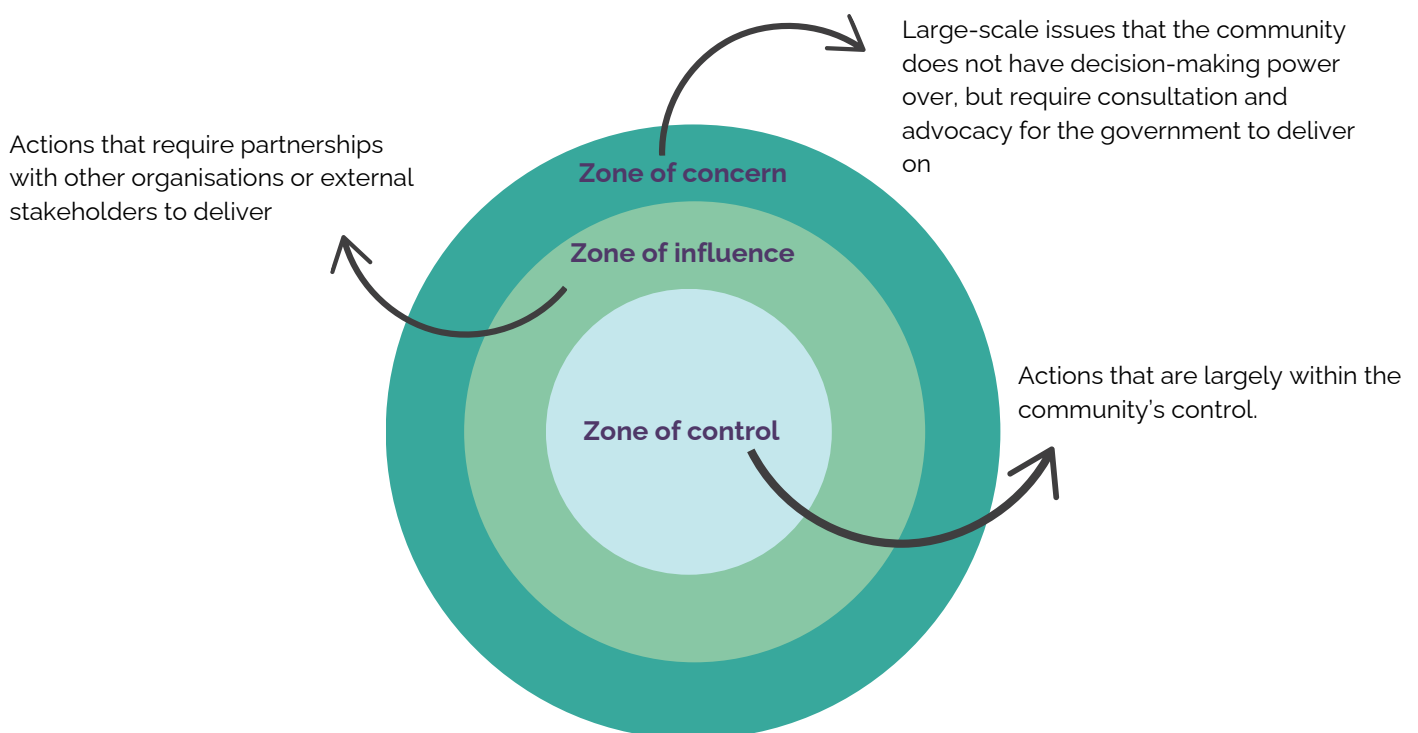 Large-scale issues that the community
does not have decision-making power
over, but require consultation and
advocacy for the government to deliver
on
Actions that require partnerships
with other organisations or external
stakeholders to deliver
Zone of concern
Zone of influence
Actions that are largely within the
community’s control.
Zone of control